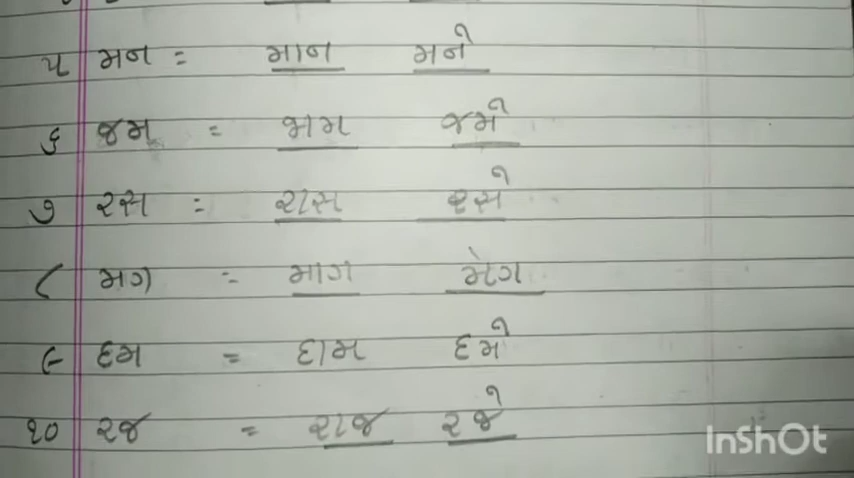 ૫ મન = માન મને
૬ જમ = જામ જમે
૭ રસ = રાસ રસે
૮ મગ = માગ મેગ
૯ દમ = દામ દમે
૧૦ રજ = રાજ રજે
InShOt